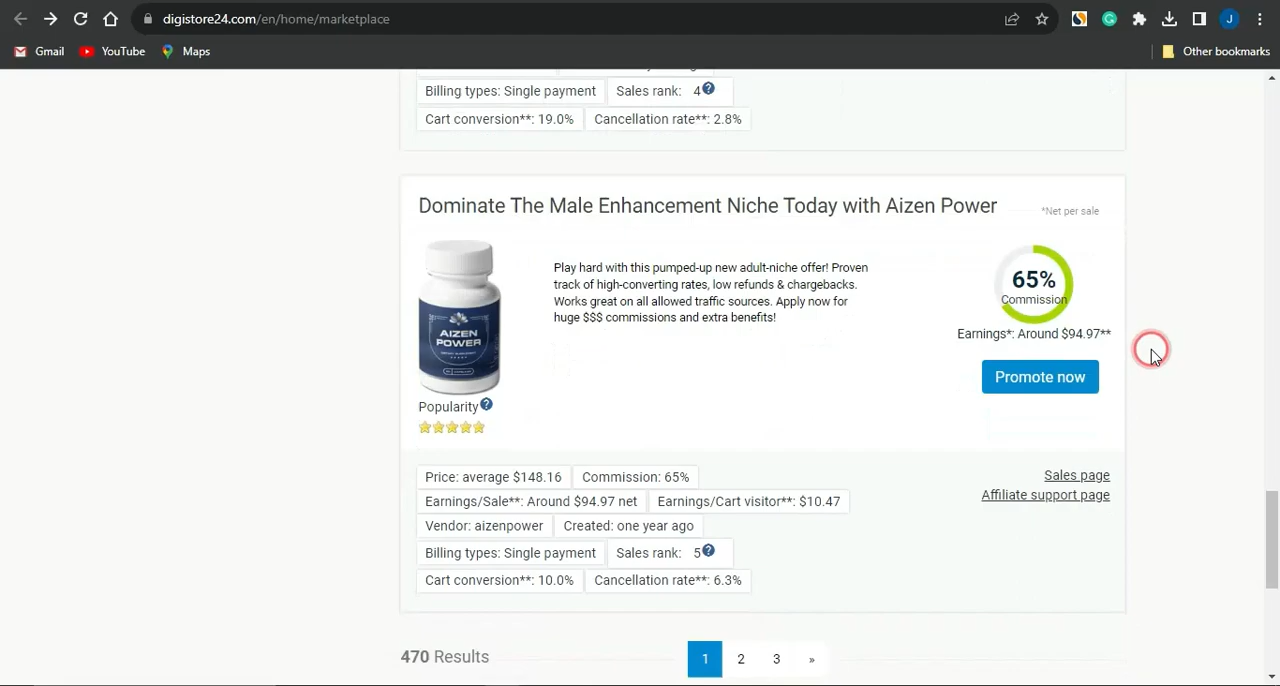 digistore24.com/en/home/marketplace
J
Gmail YouTube Maps Other bookmarks
Billing types: Single payment Sales rank: 4 ?
Cart conversion**: 19.0% Cancellation rate**: 2.8%
Dominate The Male Enhancement Niche Today with Aizen Power
*Net per sale
Play hard with this pumped-up new adult-niche offer! Proven
track of high-converting rates, low refunds & chargebacks.
Works great on all allowed traffic sources. Apply now for
huge $$$ commissions and extra benefits!
65%
Commission
Earnings*: Around $94.97**
Promote now
AIZEN
POWER
Popularity ?
Price: average $148.16 Commission: 65%
Earnings/Sale**: Around $94.97 net Earnings/Cart visitor**: $10.47
Vendor: aizenpower Created: one year ago
Billing types: Single payment Sales rank: 5 ?
Cart conversion**: 10.0% Cancellation rate**: 6.3%
Sales page
Affiliate support page
470 Results
1 2 3 »